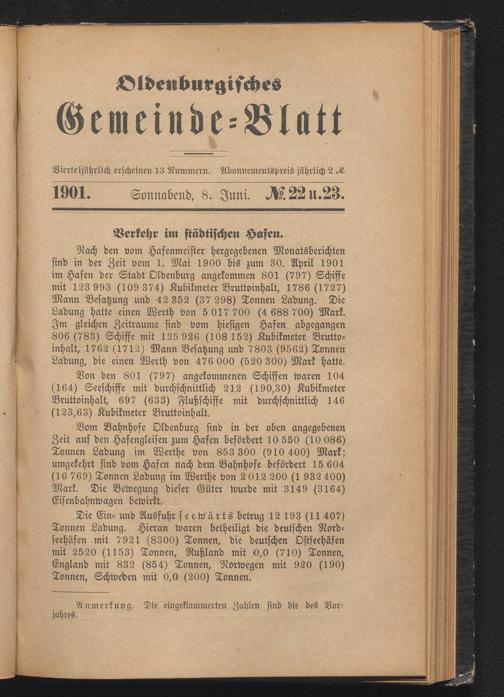 Oldenburgisches
Gemeinde=Blatt
Vierteljährlich erscheinen 13 Nummern. Abonnementspreis jährlich 2 ℳ.
1901. Sonnabend, 8. Juni. №. 22 u. 23.
Verkehr im städtischen Hafen.
Nach den vom Hafenmeister hergegebenen Monatsberichten
sind in der Zeit vom 1. Mai 1900 bis zum 30. April 1901
im Hafen der Stadt Oldenburg angekommen 801 (797) Schiffe
mit 123 993 (109 374) Kubikmeter Bruttoinhalt, 1786 (1727)
Mann Besatzung und 42 352 (37 298) Tonnen Ladung. Die
Ladung hatte einen Werth von 5 017 700 (4 688 700) Mark.
Im gleichen Zeitraume sind vom hiesigen Hafen abgegangen
806 (783) Schiffe mit 125 926 (108 152) Kubikmeter Brutto-
inhalt, 1762 (1712) Mann Besatzung und 7803 (9562) Tonnen
Ladung, die einen Werth von 476 000 (520 300) Mark hatte.
Von den 801 (797) angekommenen Schiffen waren 104
(164) Seeschiffe mit durchschnittlich 212 (190,30) Kubikmeter
Bruttoinhalt, 697 (633) Flußschiffe mit durchschnittlich 146
(123,63) Kubikmeter Bruttoinhalt.
Vom Bahnhofe Oldenburg sind in der oben angegebenen
Zeit auf den Hafengleisen zum Hafen befördert 10 550 (10 086)
Tonnen Ladung im Werthe von 853 300 (910 400) Mark;
umgekehrt sind vom Hafen nach dem Bahnhofe befördert 15 604
(16 769) Tonnen Ladung im Werthe von 2 012 200 (1 932 400)
Mark. Die Bewegung dieser Güter wurde mit 3149 (3164)
Eisenbahnwagen bewirkt.
Die Ein- und Ausfuhr seewärts betrug 12 193 (11 407)
Tonnen Ladung. Hieran waren betheiligt die deutschen Nord-
seehäfen mit 7921 (8300) Tonnen, die deutschen Ostseehäfen
mit 2520 (1153) Tonnen, Rußland mit 0,0 (710) Tonnen,
England mit 832 (854) Tonnen, Norwegen mit 920 (190)
Tonnen, Schweden mit 0,0 (200) Tonnen.
Anmerkung. Die eingeklammerten Zahlen sind die des Vor-
jahres.